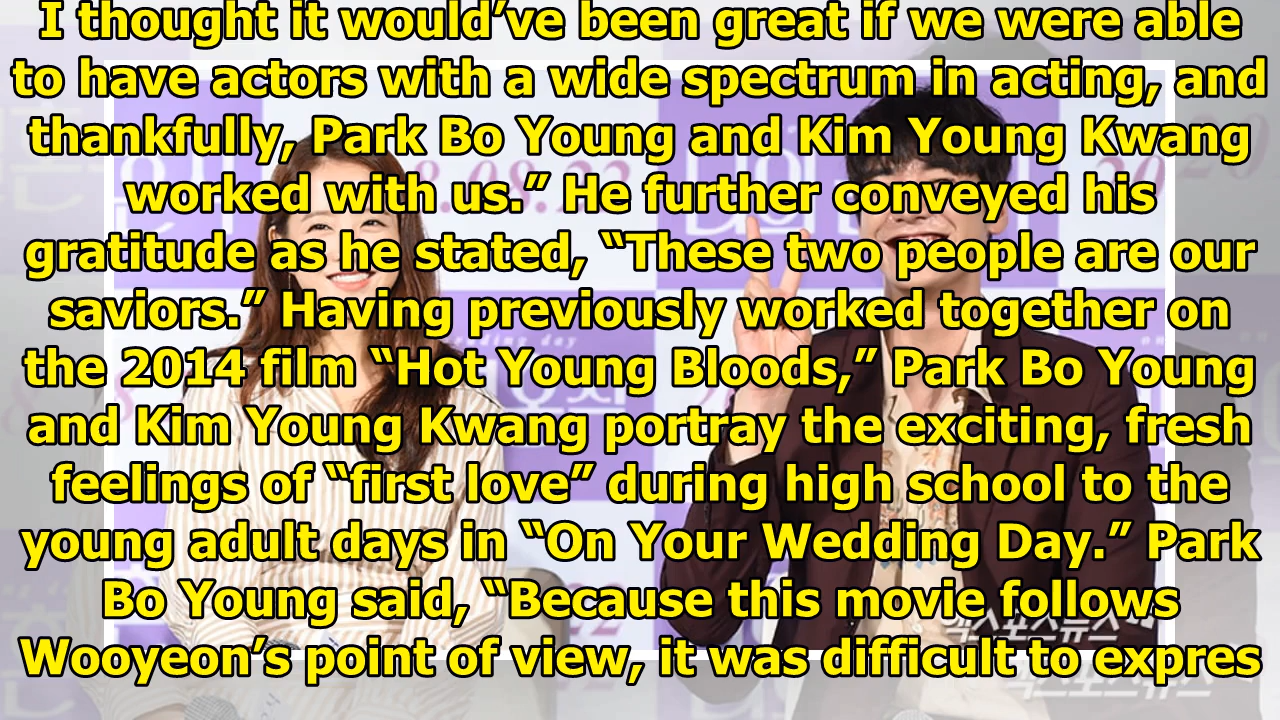 I thought it would’ve been great if we were able
to have actors with a wide spectrum in acting, and
thankfully, Park Bo Young and Kim Young Kwang
worked with us.” He further conveyed his
gratitude as he stated, “These two people are our
saviors.” Having previously worked together on
the 2014 film “Hot Young Bloods,” Park Bo Young
and Kim Young Kwang portray the exciting, fresh
feelings of “first love” during high school to the
young adult days in “On Your Wedding Day.” Park
Bo Young said, “Because this movie follows
Wooyeon’s point of view, it was difficult to expres